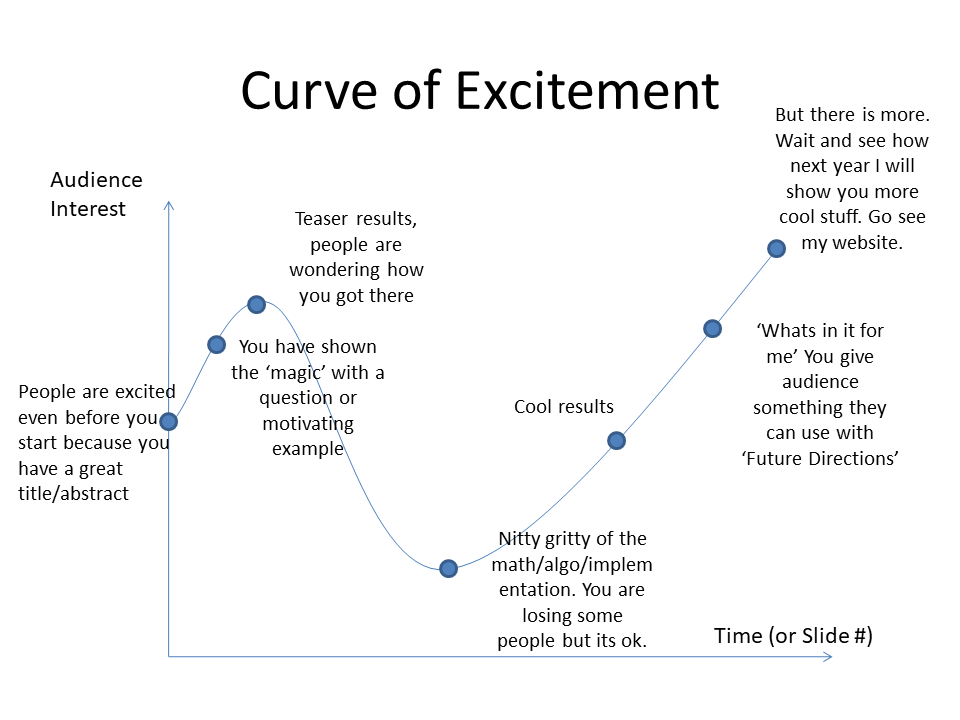 Curve of Excitement
But there is more.
Wait and see how
next year I will
show you more
cool stuff. Go see
my website.
Audience
Interest
Teaser results,
people are
wondering how
you got there
You have shown
the ‘magic’ with a
question or
motivating
example
‘Whats in it for
me’ You give
audience
something they
can use with
‘Future Directions’
People are excited
even before you
start because you
have a great
title/abstract
Cool results
Nitty gritty of the
math/algo/implem
entation. You are
losing some
people but its ok.
Time (or Slide #)